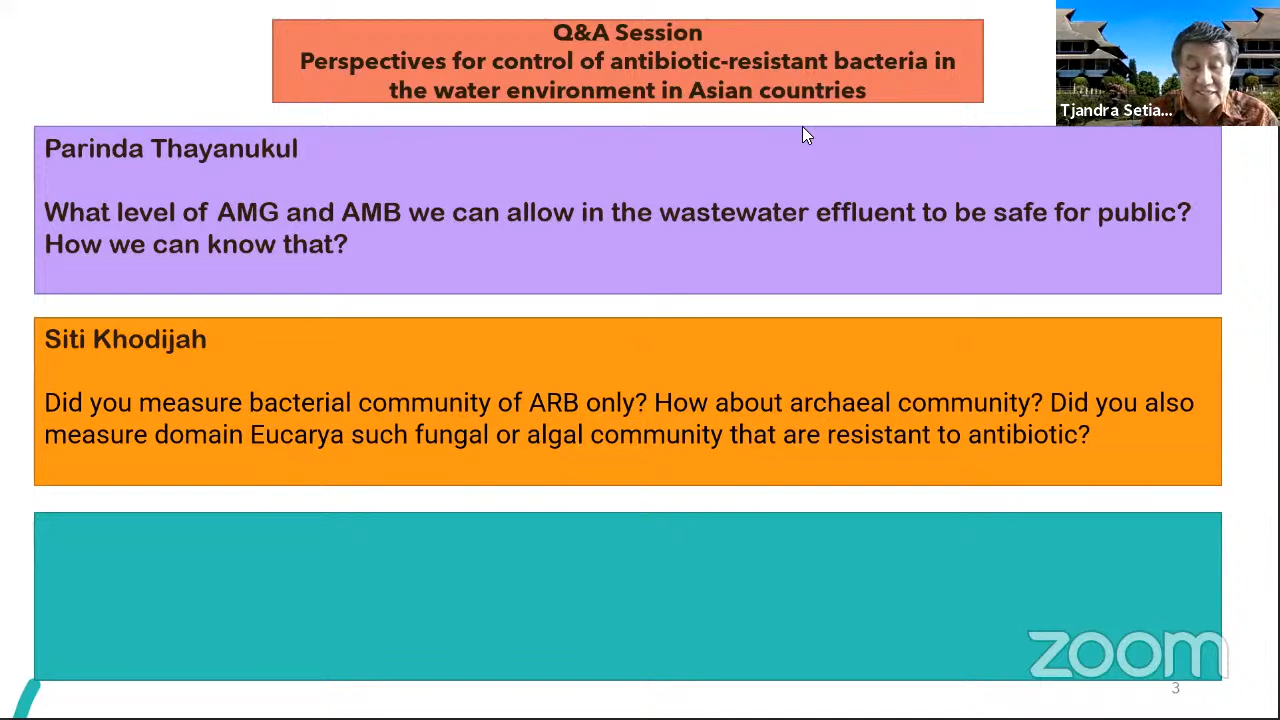 Q&A Session
Perspectives for control of antibiotic-resistant bacteria in
the water environment in Asian countries
Tjandra Setia...
Parinda Thayanukul
What level of AMG and AMB we can allow in the wastewater effluent to be safe for public?
How we can know that?
Siti Khodijah
Did you measure bacterial community of ARB only? How about archaeal community? Did you also
measure domain Eucarya such fungal or algal community that are resistant to antibiotic?
zoom
3